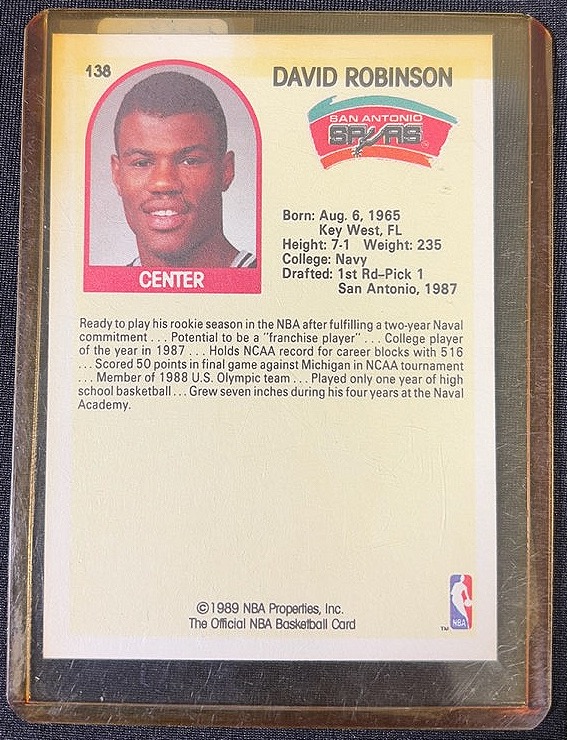 138
DAVID ROBINSON
SAN ANTONIO
SPURS
Born: Aug. 6, 1965
Key West, FL
Height: 7-1 Weight: 235
College: Navy
Drafted: 1st Rd–Pick 1
San Antonio, 1987
CENTER
Ready to play his rookie season in the NBA after fulfilling a two-year Naval
commitment . . . Potential to be a "franchise player" . . . College player
of the year in 1987 . . . Holds NCAA record for career blocks with 516
. . . Scored 50 points in final game against Michigan in NCAA tournament
. . . Member of 1988 U.S. Olympic team . . . Played only one year of high
school basketball . . . Grew seven inches during his four years at the Naval
Academy.
©1989 NBA Properties, Inc.
The Official NBA Basketball Card
TM
NBA